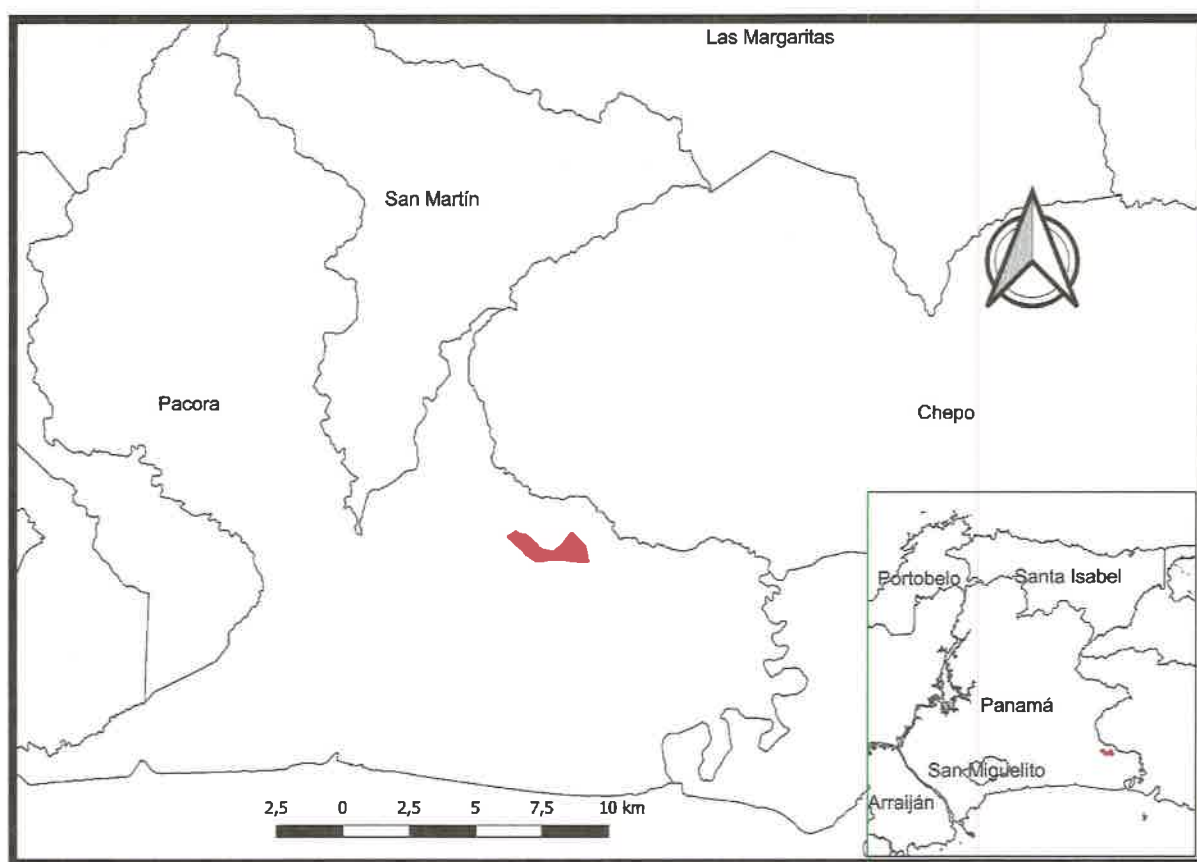 Las Margaritas
San Martín
Pacora
Chepo
2,5 0 2,5 5 7,5 10 km
Portobelo
Santa Isabel
Panamá
San Miguelito
Arraiján